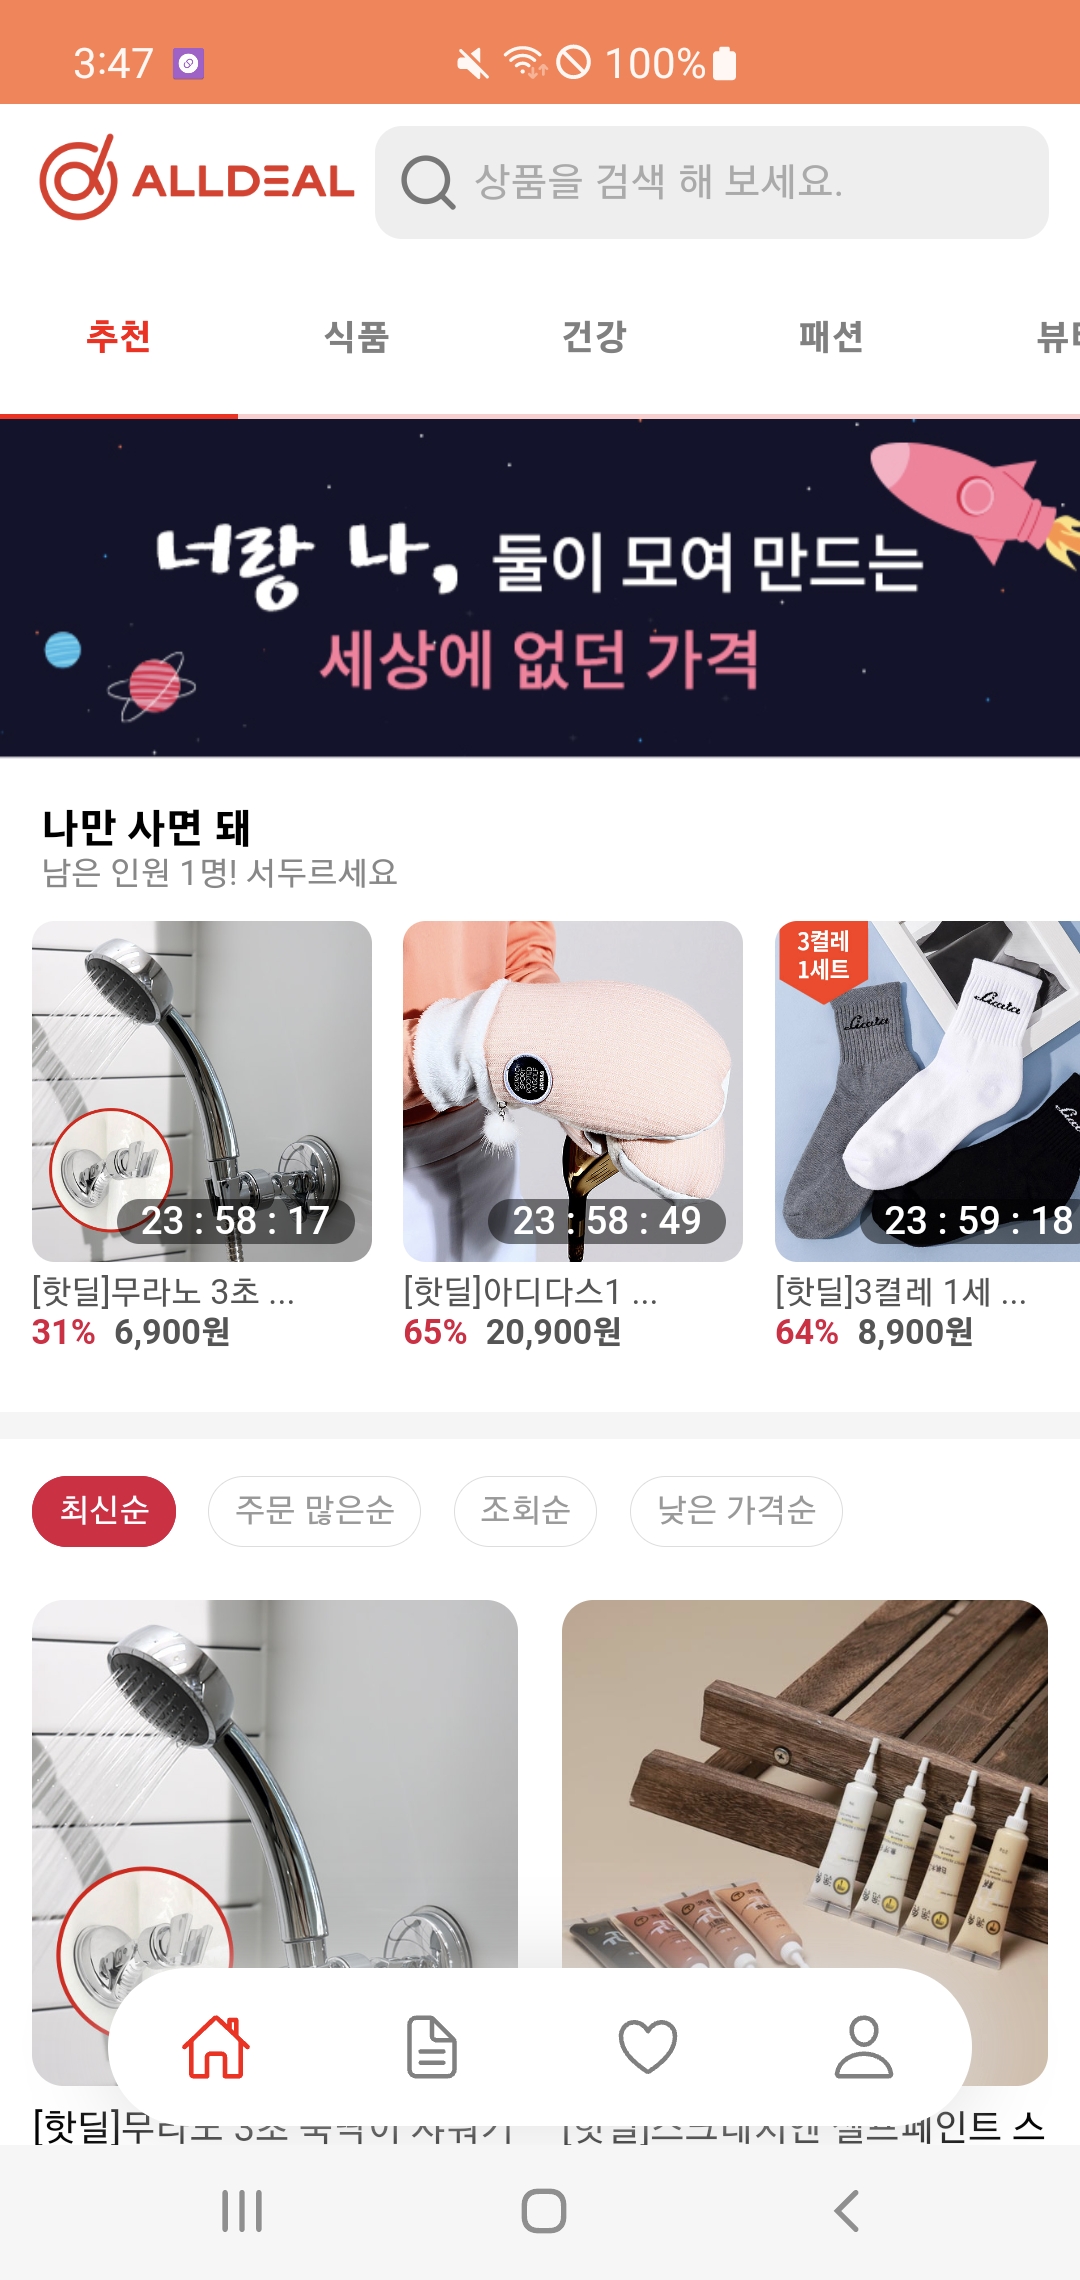 3:47 100%
ALLDEAL 상품을 검색 해 보세요.
추천 식품 건강 패션
너랑 나, 둘이 모여 만드는
세상에 없던 가격
나만 사면 돼
남은 인원 1명! 서두르세요
3켤레
1세트
Licata
Licata
23 : 58 : 17
23 : 58 : 49
23 : 59 : 18
[핫딜]무라노 3초 ...
31% 6,900원
[핫딜]아디다스1 ...
65% 20,900원
[핫딜]3켤레 1세 ...
64% 8,900원
최신순 주문 많은순 조회순 낮은 가격순
[핫딜]무라노 3초
[핫딜] 셀프페인트 스